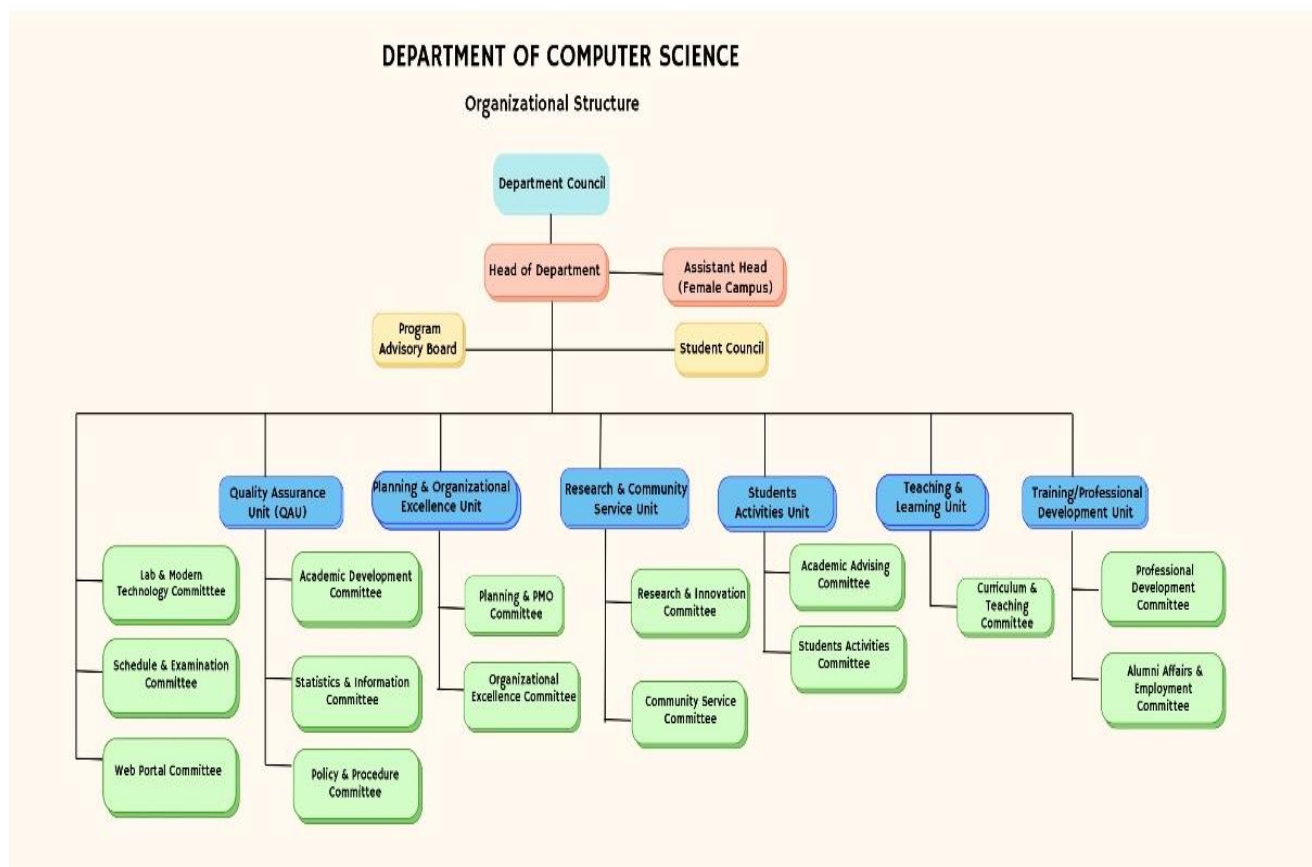 DEPARTMENT OF COMPUTER SCIENCE
Organizational Structure
Department Council
Head of Department
Assistant Head
(Female Campus)
Program
Advisory Board
Student Council
Quality Assurance
Unit (QAU)
Planning & Organizational
Excellence Unit
Research & Community
Service Unit
Students
Activities Unit
Teaching &
Learning Unit
Training/Professional
Development Unit
Lab & Modern
Technology Committtee
Schedule & Examination
Committee
Web Portal Committee
Academic Development
Committee
Statistics & Information
Committee
Policy & Procedure
Committee
Planning & PMO
Committee
Organizational
Excellence Committee
Research & Innovation
Committee
Community Service
Committee
Academic Advising
Committee
Students Activities
Committee
Curriculum &
Teaching
Committee
Professional
Development
Committee
Alumni Affairs &
Employment
Committee